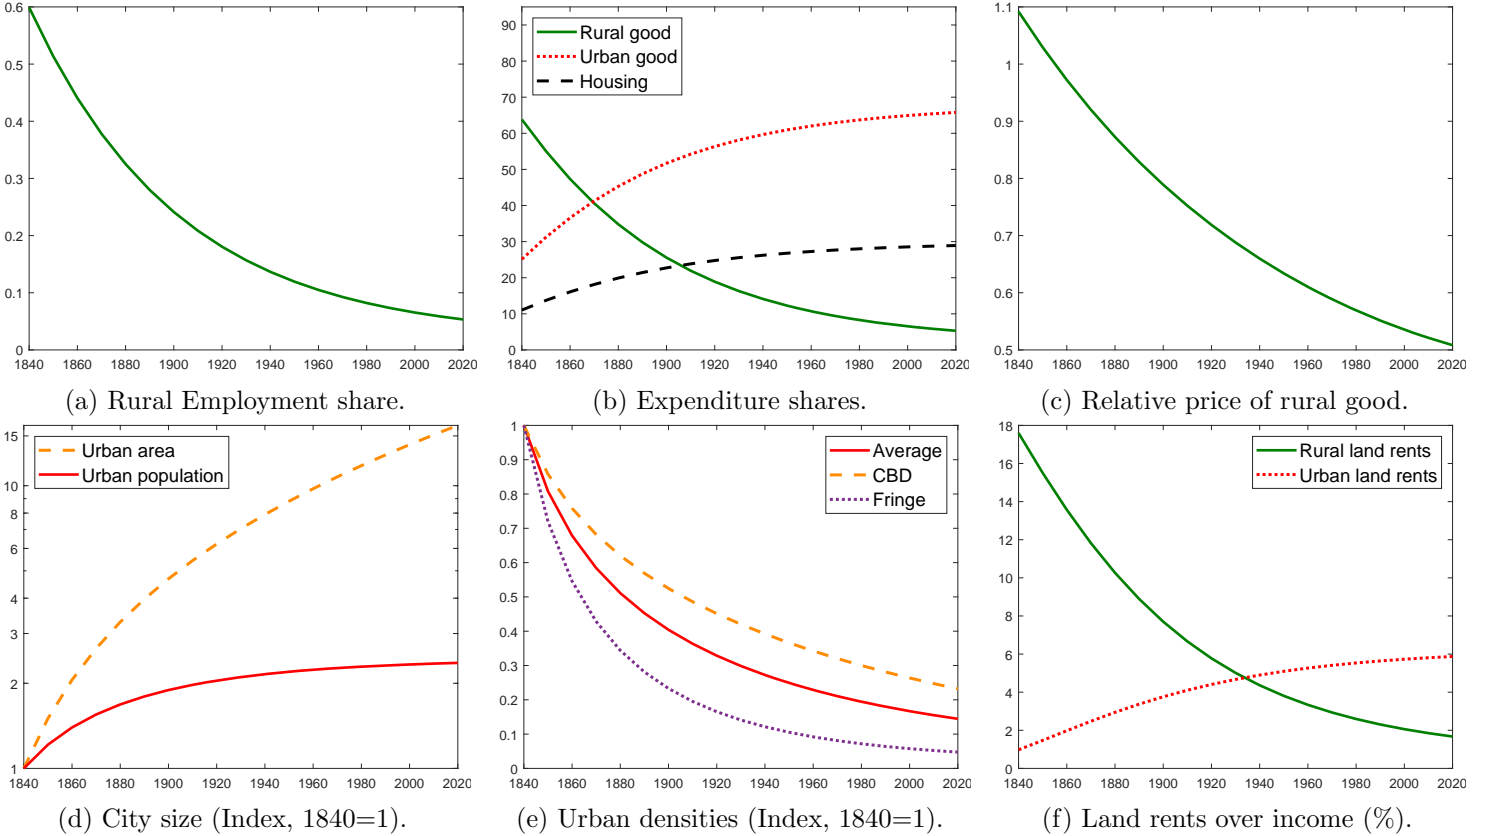 0.6
0.5
0.4
0.3
0.2
0.1
0
1840 1860 1880 1900 1920 1940 1960 1980 2000 2020
(a) Rural Employment share.
90
80
70
60
50
40
30
20
10
0
Rural good
Urban good
Housing
1840 1860 1880 1900 1920 1940 1960 1980 2000 2020
(b) Expenditure shares.
1.1
1
0.9
0.8
0.7
0.6
0.5
1840 1860 1880 1900 1920 1940 1960 1980 2000 2020
(c) Relative price of rural good.
15
10
8
6
4
3
2
1
Urban area
Urban population
1840 1860 1880 1900 1920 1940 1960 1980 2000 2020
(d) City size (Index, 1840=1).
1
0.9
0.8
0.7
0.6
0.5
0.4
0.3
0.2
0.1
0
Average
CBD
Fringe
1840 1860 1880 1900 1920 1940 1960 1980 2000 2020
(e) Urban densities (Index, 1840=1).
18
16
14
12
10
8
6
4
2
0
Rural land rents
Urban land rents
1840 1860 1880 1900 1920 1940 1960 1980 2000 2020
(f) Land rents over income (%).